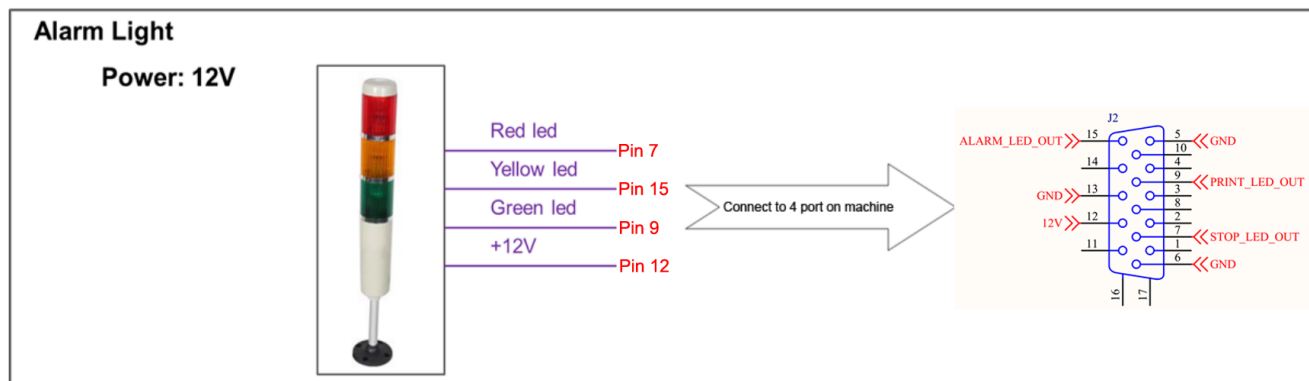 Alarm Light
Power: 12V
Red led
Pin 7
Yellow led
Pin 15
Green led
Pin 9
+12V
Pin 12
Connect to 4 port on machine
J2
ALARM_LED_OUT 15
5 GND
10
14
4
9 PRINT_LED_OUT
GND 13
3
8
12V 12
2
7 STOP_LED_OUT
11
1
6 GND
16
17